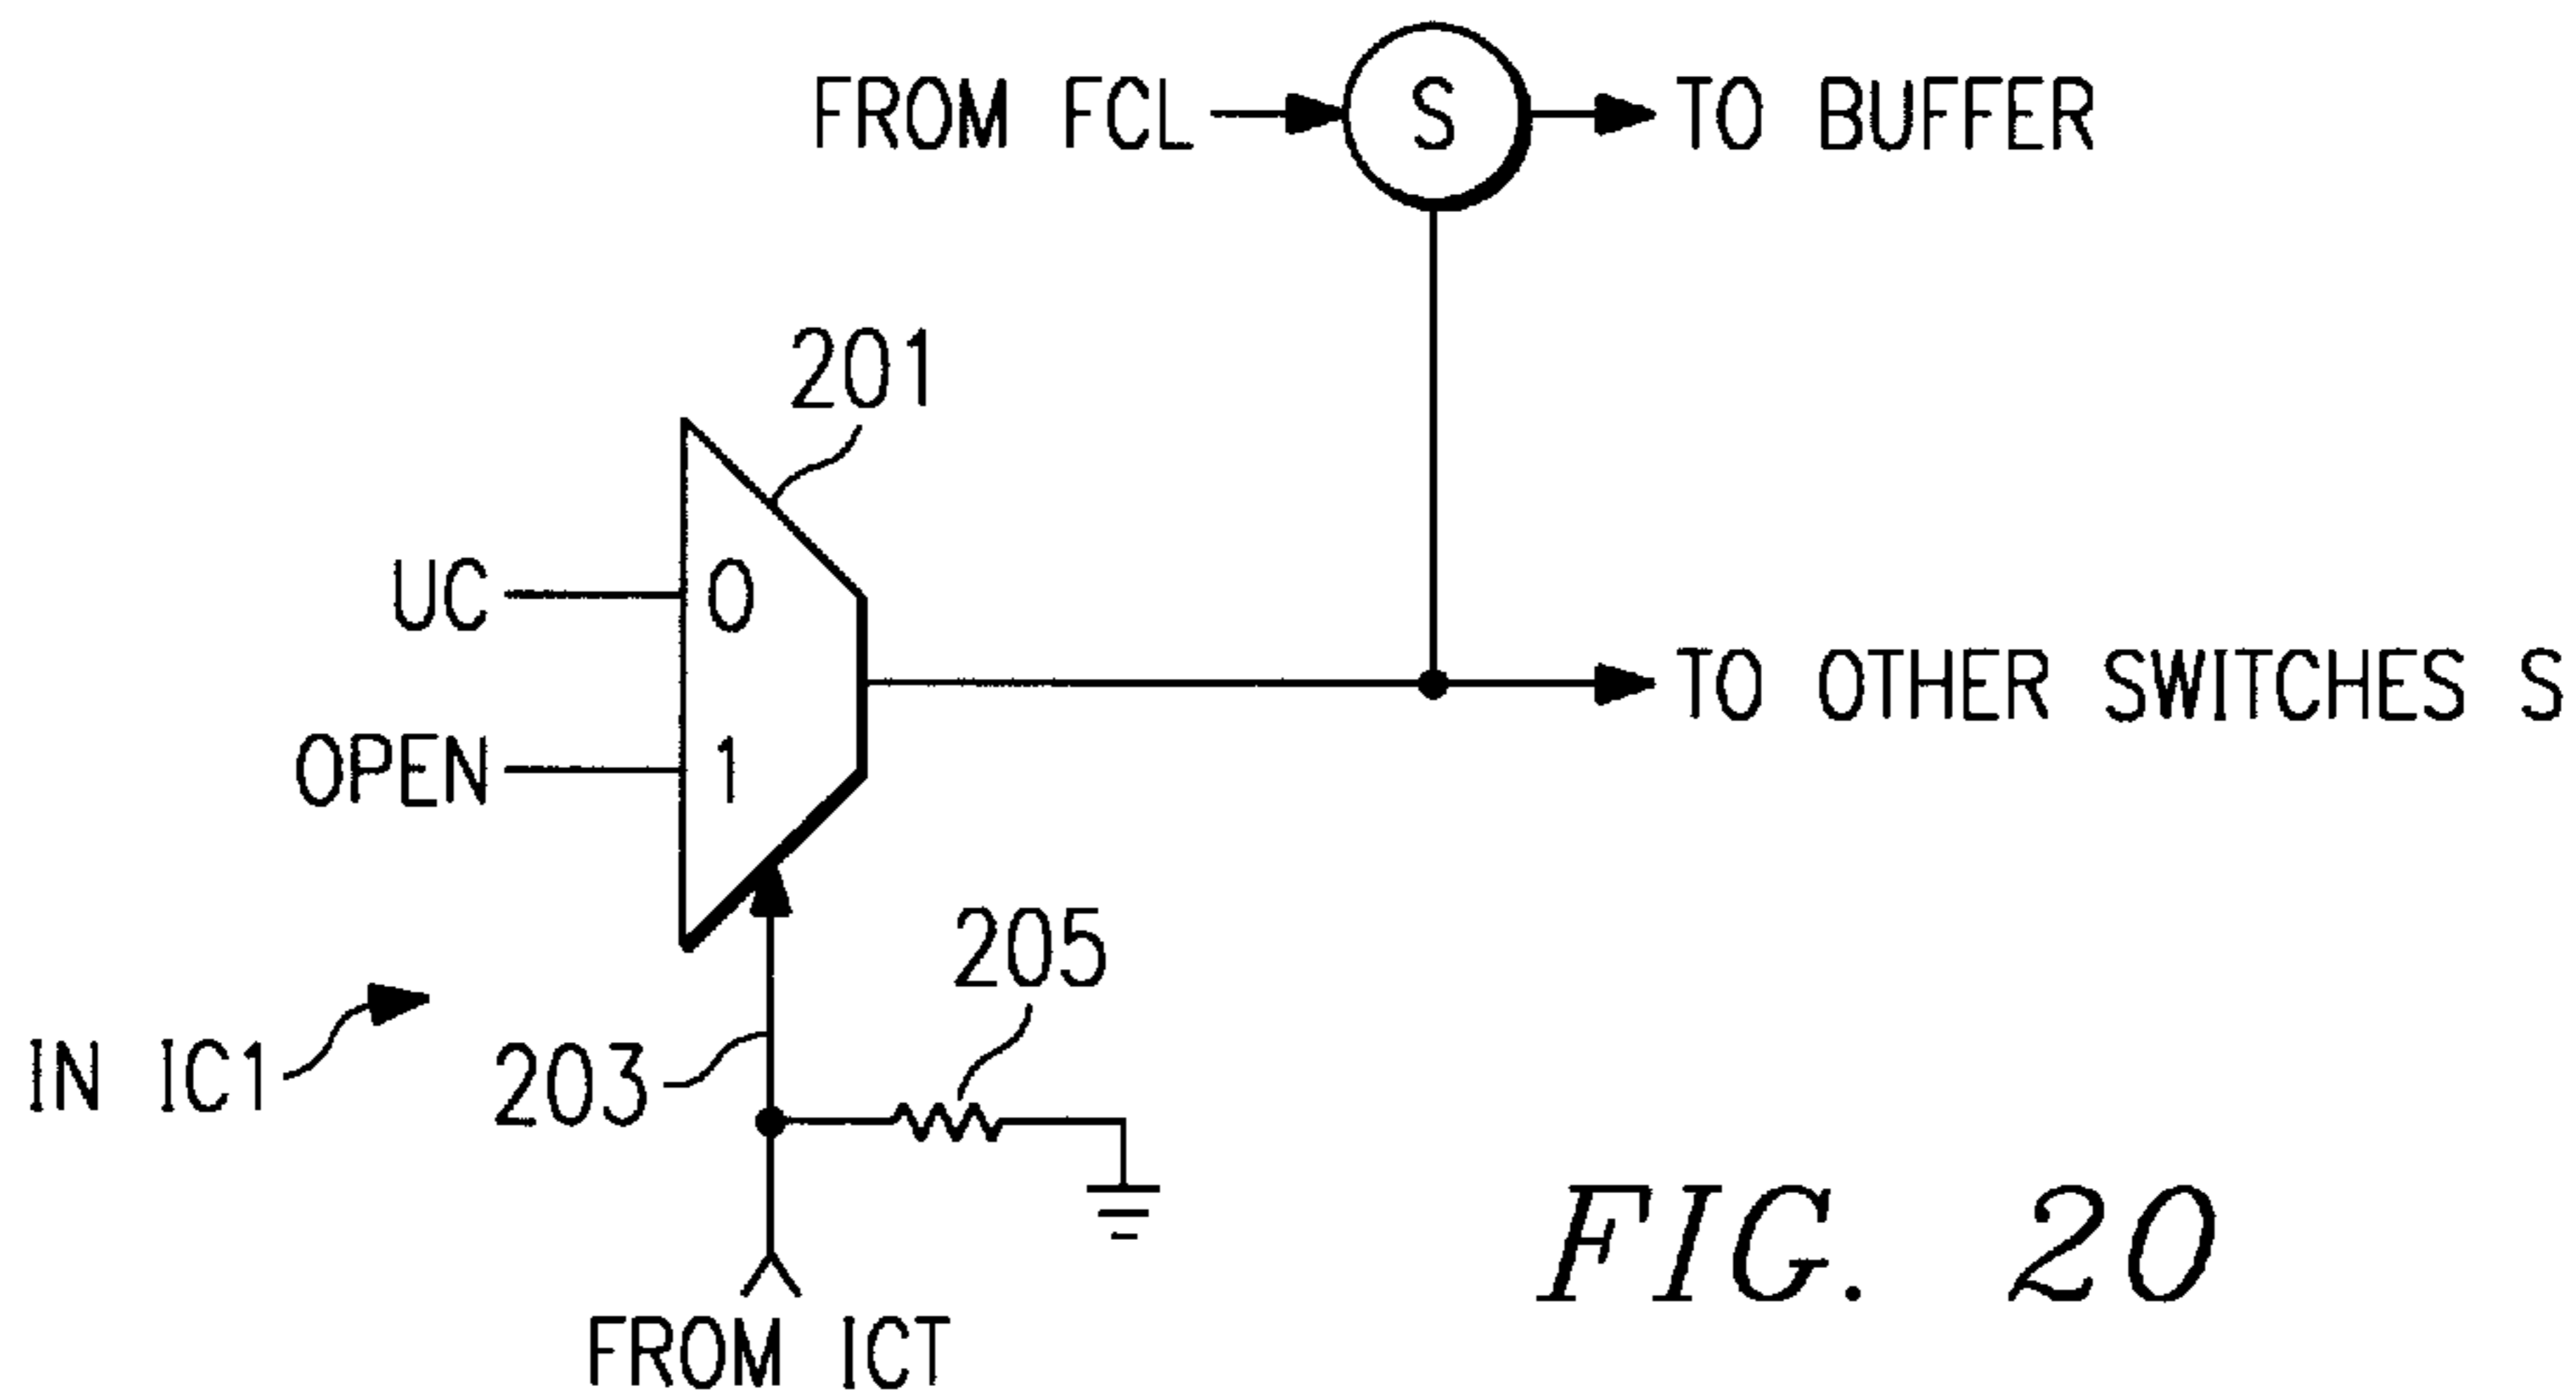 FROM FCL
S
TO BUFFER
201
UC
0
TO OTHER SWITCHES S
OPEN
1
205
IN IC1
203
FROM ICT
FIG. 20